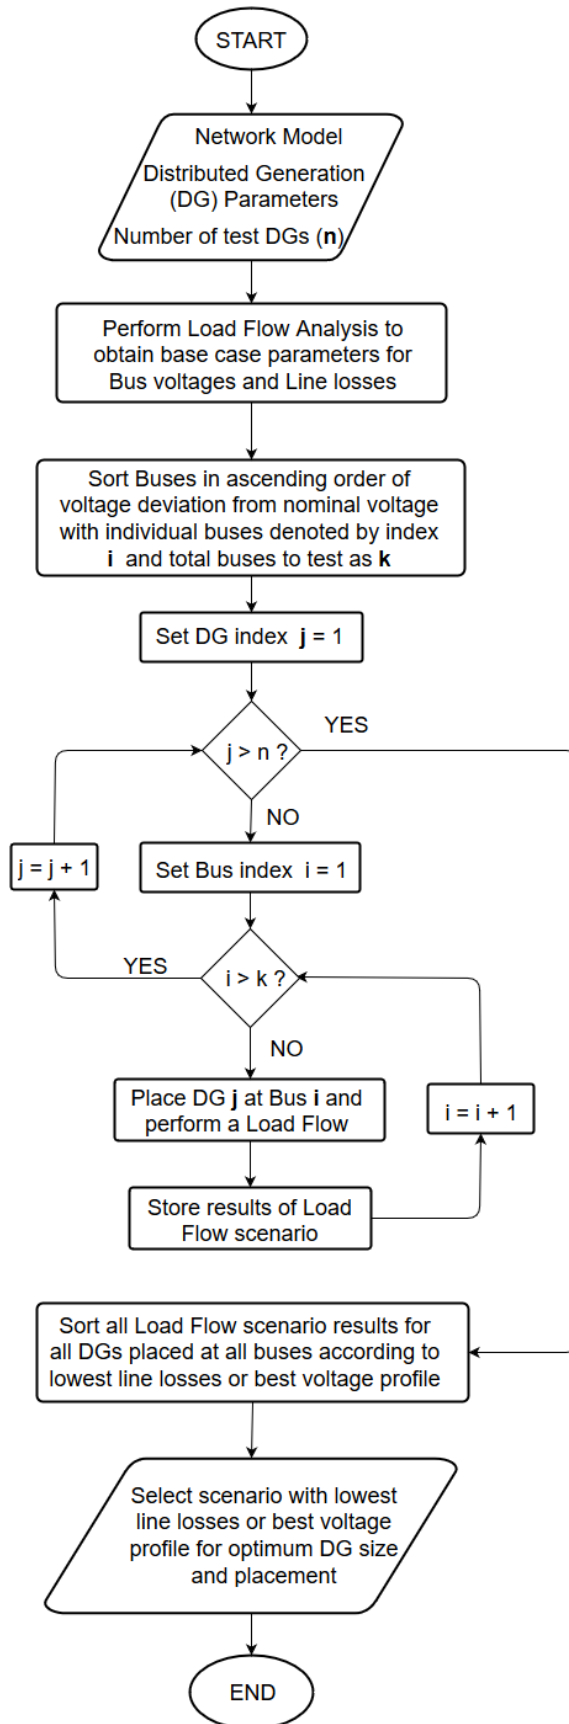 START
Network Model
Distributed Generation
(DG) Parameters
Number of test DGs (n)
Perform Load Flow Analysis to
obtain base case parameters for
Bus voltages and Line losses
Sort Buses in ascending order of
voltage deviation from nominal voltage
with individual buses denoted by index
i and total buses to test as k
Set DG index j = 1
YES
j > n ?
NO
j = j + 1
Set Bus index i = 1
YES
i > k ?
NO
Place DG j at Bus i and
perform a Load Flow
i = i + 1
Store results of Load
Flow scenario
Sort all Load Flow scenario results for
all DGs placed at all buses according to
lowest line losses or best voltage profile
Select scenario with lowest
line losses or best voltage
profile for optimum DG size
and placement
END